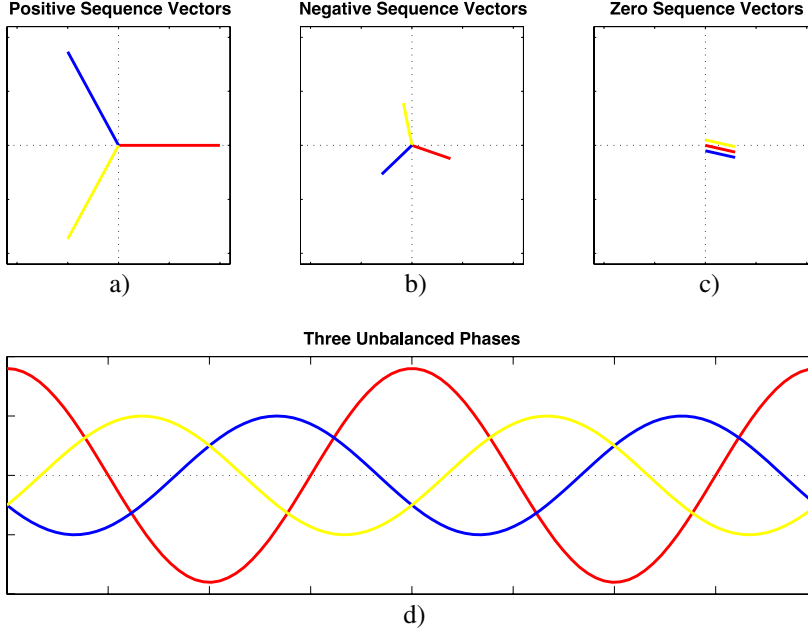 Positive Sequence Vectors
Negative Sequence Vectors
Zero Sequence Vectors
a)
b)
c)
Three Unbalanced Phases
d)